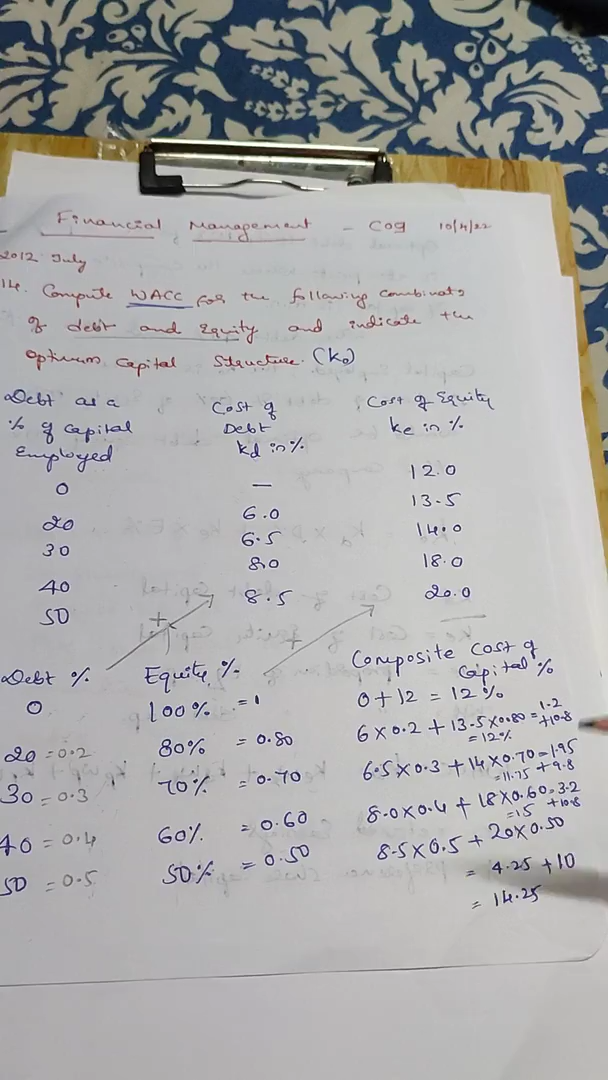 Financial Management - COG 10/4/22
2012 July
14. Compute WACC for the following combinats
of debt and Equity and indicate the
optimum capital structure. (ko)
Debt as a Cost of Cost of Equity
% of capital Debt ke in %
Employed kd in %
0 — 12.0
20 6.0 13.5
30 6.5 14.0
40 8.0 18.0
50 8.5 20.0
+ +
Debt % Equity % Composite Cost of
Capital %
0 100% = 1 0 + 12 = 12%
20 = 0.2 80% = 0.80 6 x 0.2 + 13.5 x 0.80 = 1.2
+10.8
= 12%
30 = 0.3 70% = 0.70 6.5 x 0.3 + 14 x 0.70 = 1.95
= 11.75 + 9.8
40 = 0.4 60% = 0.60 8.0 x 0.4 + 18 x 0.60 = 3.2
= 15 +10.8
50 = 0.5 50% = 0.50 8.5 x 0.5 + 20 x 0.50
= 4.25 + 10
= 14.25